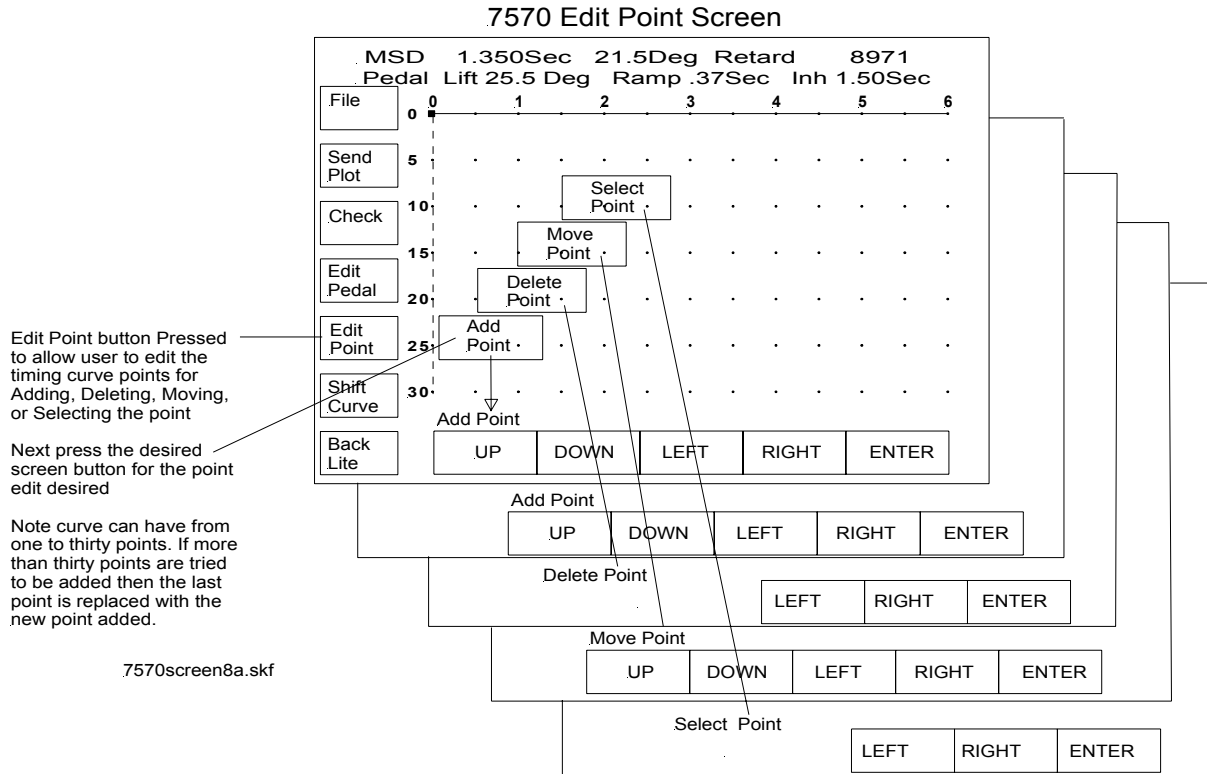 7570 Edit Point Screen
MSD 1.350Sec 21.5Deg Retard 8971
Pedal Lift 25.5 Deg Ramp .37Sec Inh 1.50Sec
File
0 1 2 3 4 5 6
0
Send
Plot
5
Select
Point
Check
10
Move
Point
15
Edit
Pedal
Delete
Point
20
Edit
Point
Add
Point
25
Shift
Curve
30
Add Point
Back
Lite
UP DOWN LEFT RIGHT ENTER
Edit Point button Pressed
to allow user to edit the
timing curve points for
Adding, Deleting, Moving,
or Selecting the point
Next press the desired
screen button for the point
edit desired
Note curve can have from
one to thirty points. If more
than thirty points are tried
to be added then the last
point is replaced with the
new point added.
7570screen8a.skf
Add Point
UP DOWN LEFT RIGHT ENTER
Delete Point
LEFT RIGHT ENTER
Move Point
UP DOWN LEFT RIGHT ENTER
Select Point
LEFT RIGHT ENTER